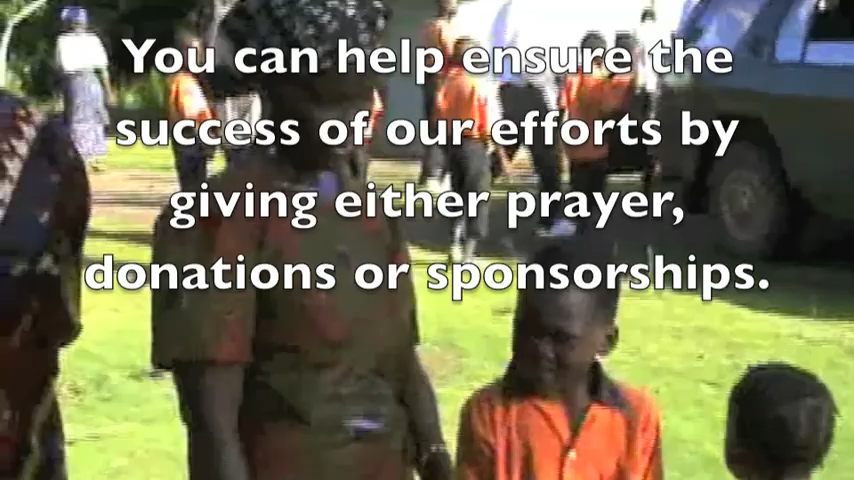 You can help ensure the
success of our efforts by
giving either prayer,
donations or sponsorships.